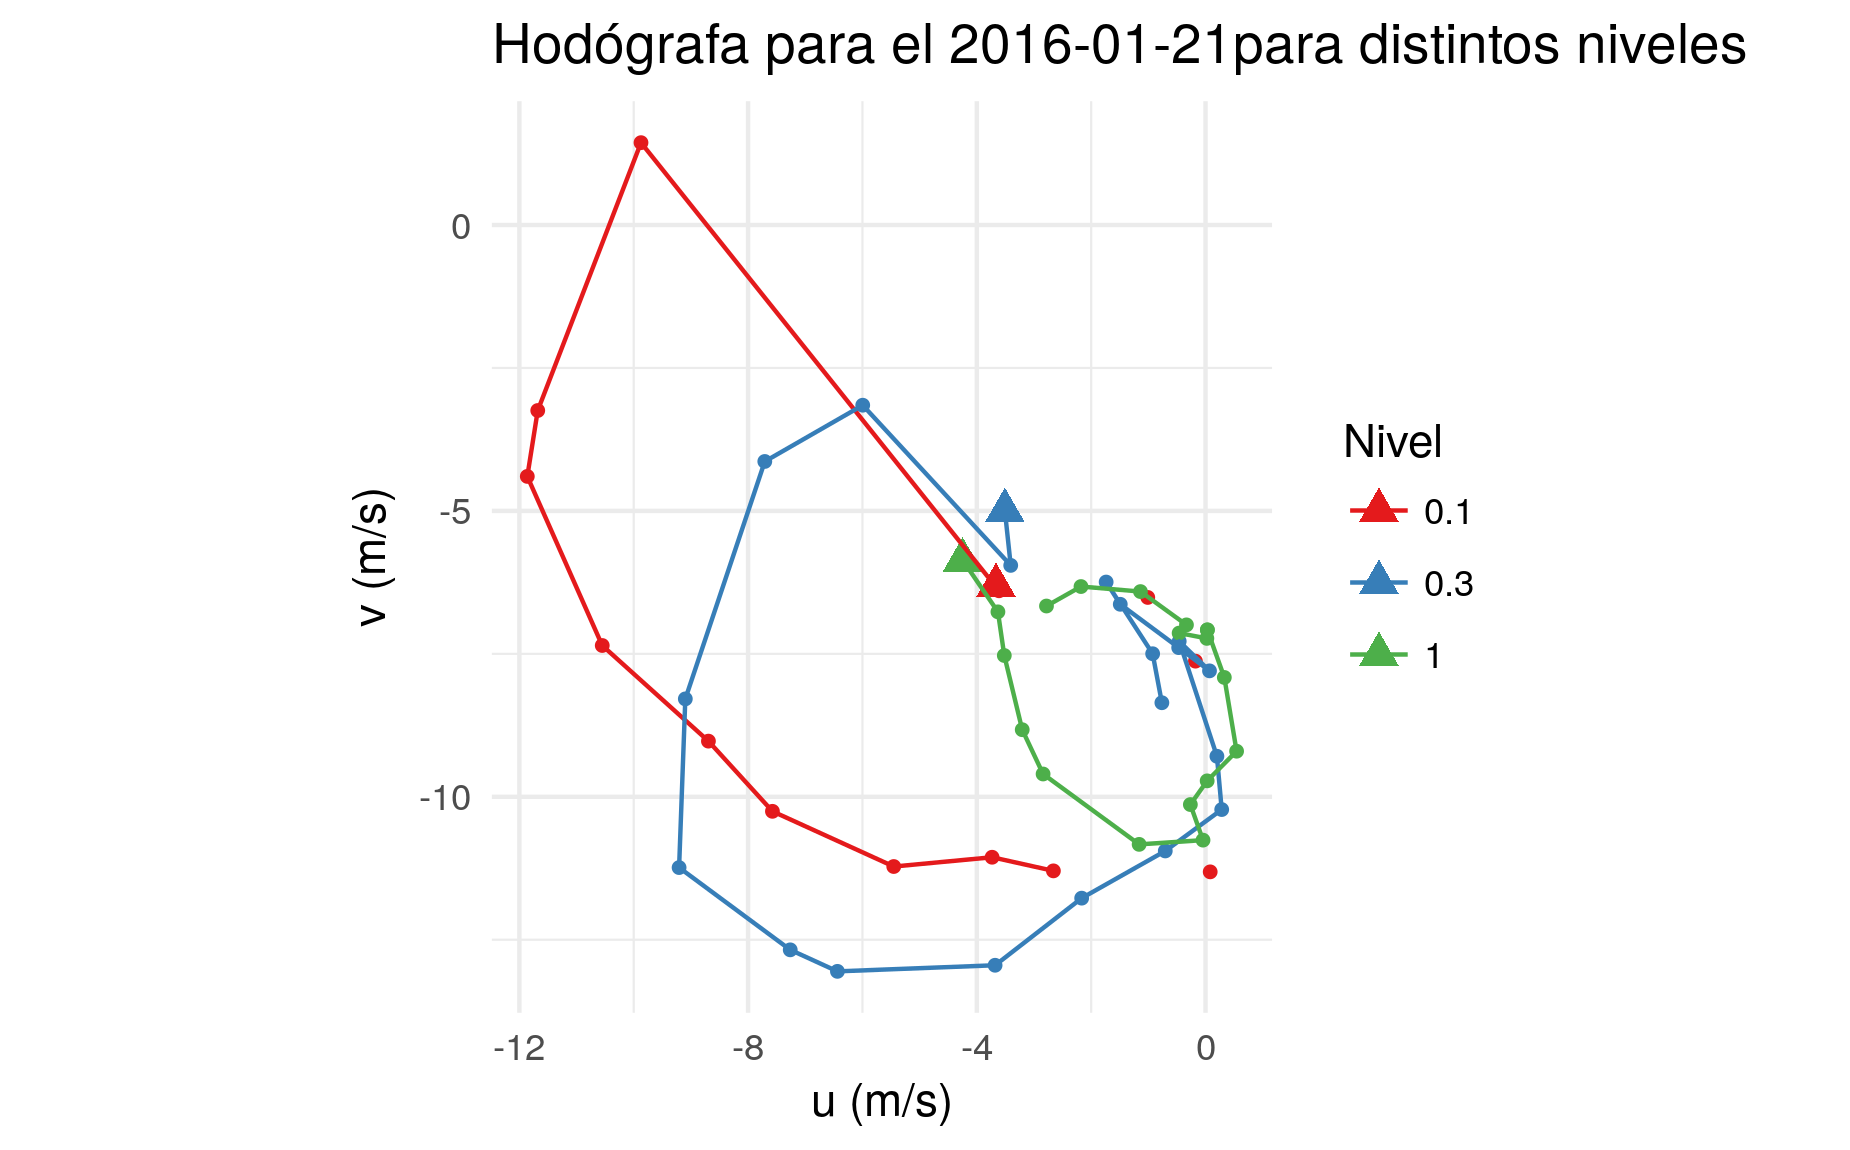 Hodógrafa para el 2016-01-21para distintos niveles
0
-5
-10
v (m/s)
-12
-8
-4
0
u (m/s)
Nivel
0.1
0.3
1